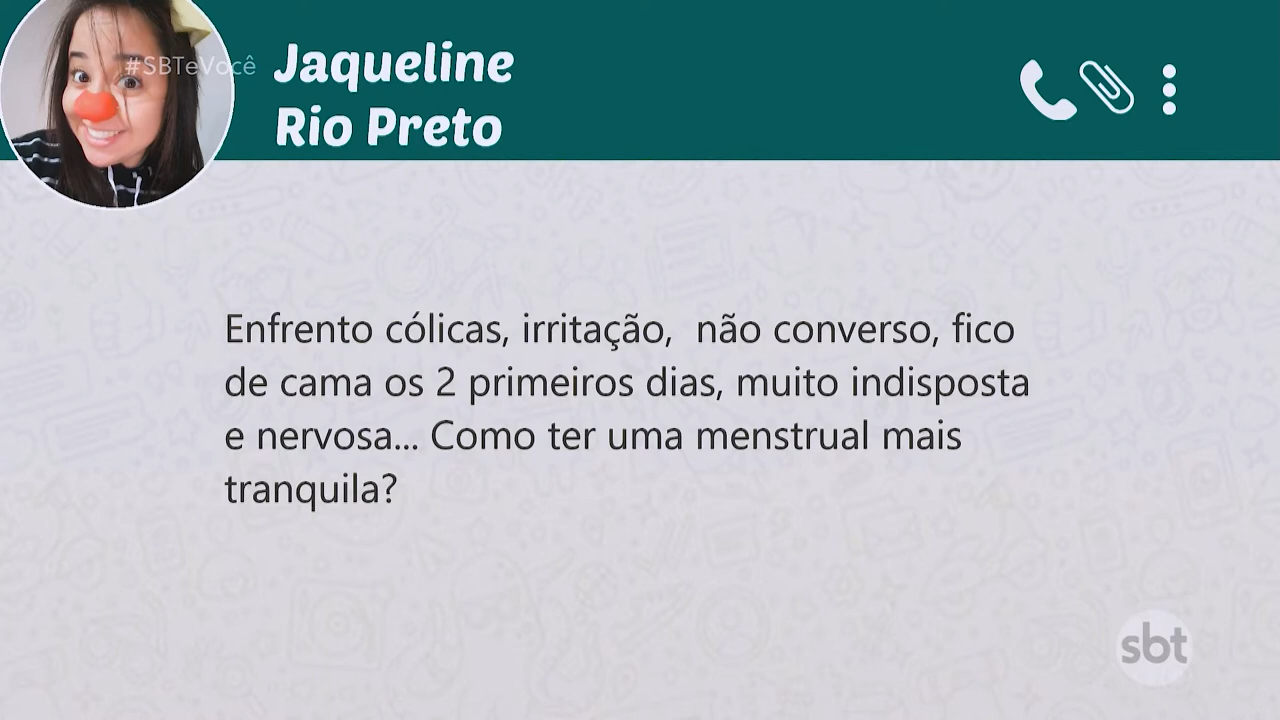 #SBTeVocê
Jaqueline
Rio Preto
Enfrento cólicas, irritação,  não converso, fico
de cama os 2 primeiros dias, muito indisposta
e nervosa... Como ter uma menstrual mais
tranquila?
sbt